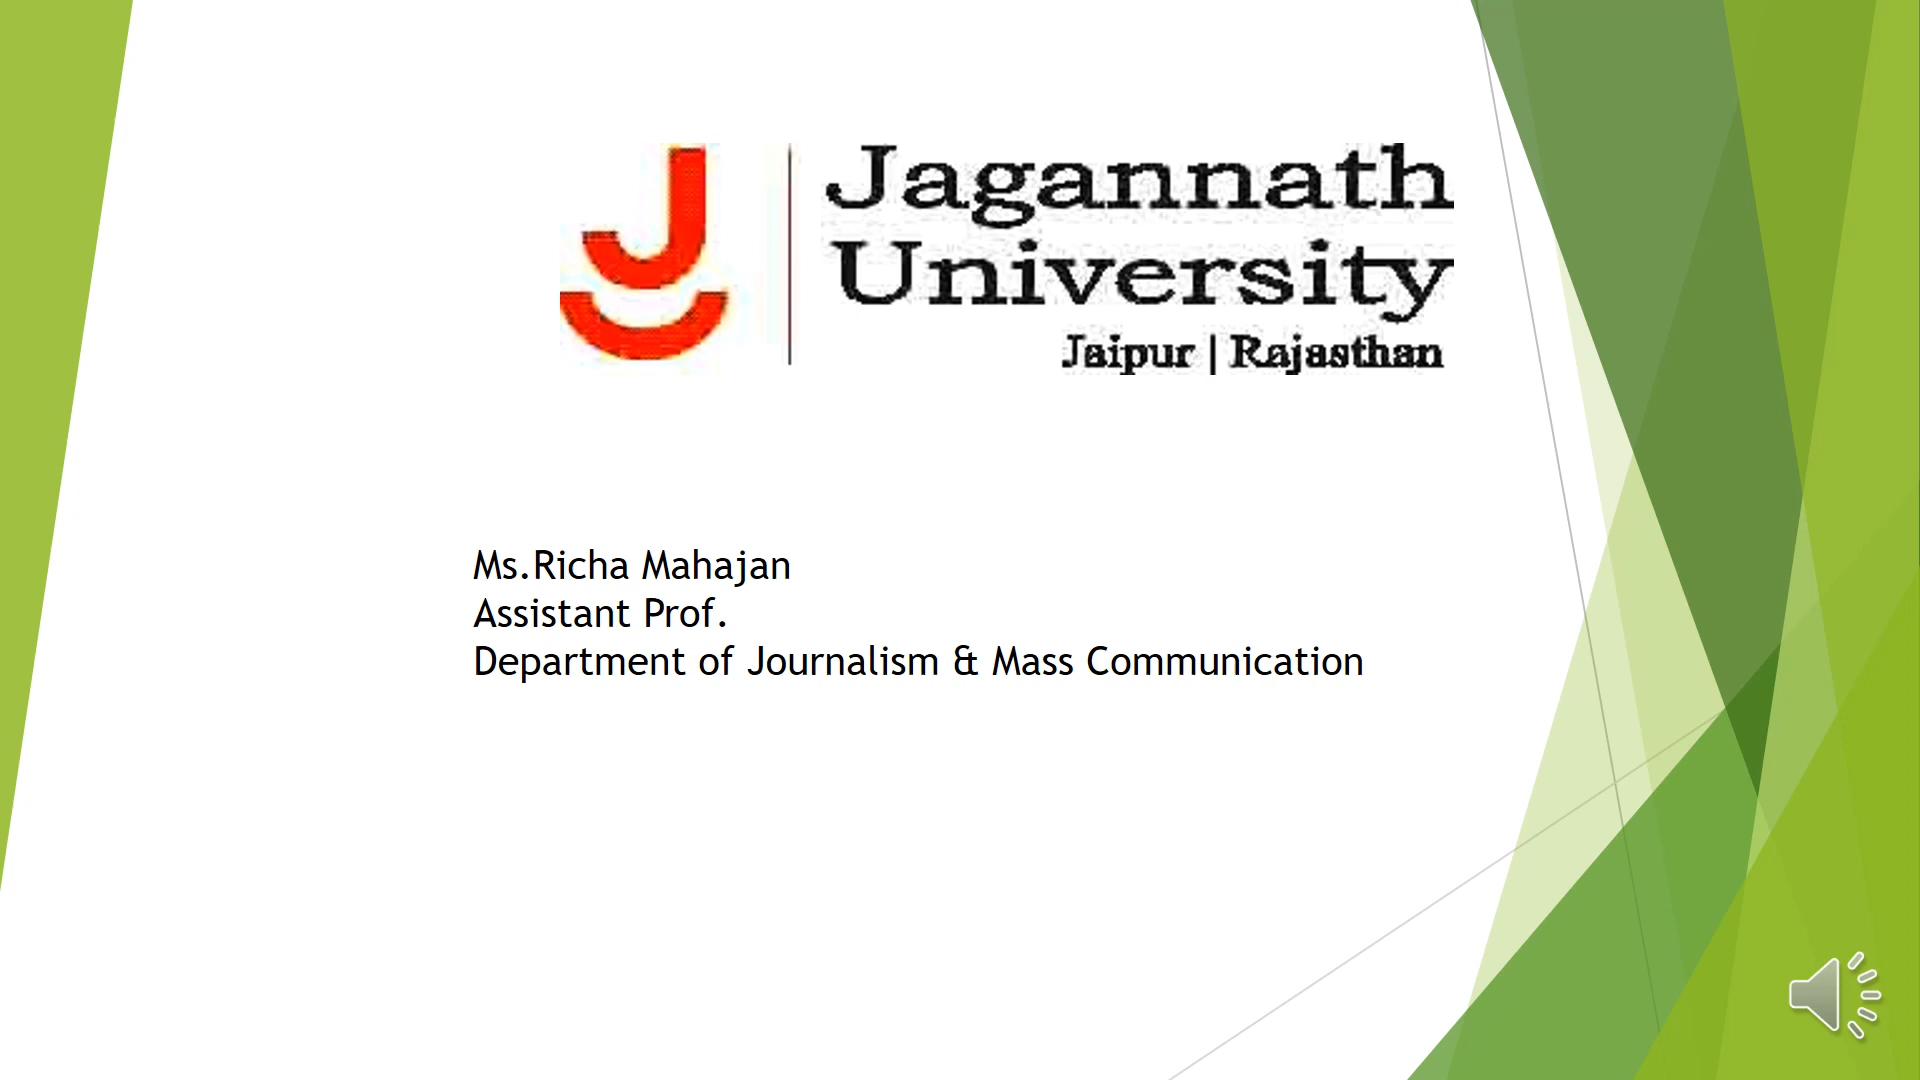 Jagannath
University
Jaipur | Rajasthan
Ms.Richa Mahajan
Assistant Prof.
Department of Journalism & Mass Communication